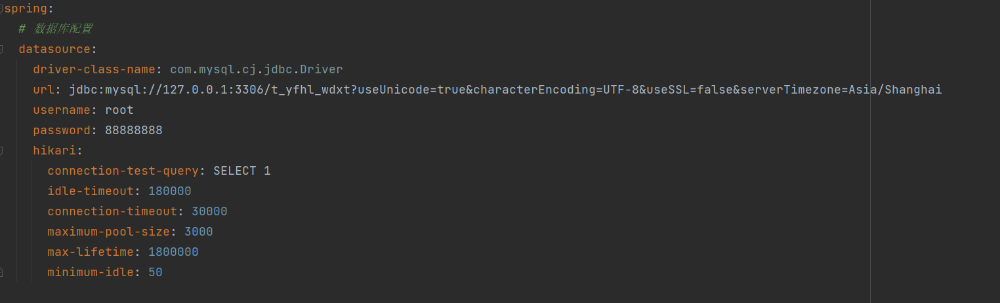 spring:
# 数据库配置
datasource:
driver-class-name: com.mysql.cj.jdbc.Driver
url: jdbc:mysql://127.0.0.1:3306/t_yfhl_wdxt?useUnicode=true&characterEncoding=UTF-8&useSSL=false&serverTimezone=Asia/Shanghai
username: root
password: 88888888
hikari:
connection-test-query: SELECT 1
idle-timeout: 180000
connection-timeout: 30000
maximum-pool-size: 3000
max-lifetime: 1800000
minimum-idle: 50